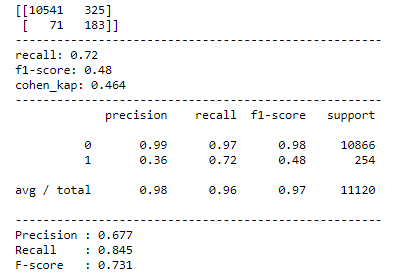 [[10541 325]
[ 71 183]]
--------------------------------------------------
recall: 0.72
f1-score: 0.48
cohen_kap: 0.464
--------------------------------------------------
precision recall f1-score support
0 0.99 0.97 0.98 10866
1 0.36 0.72 0.48 254
avg / total 0.98 0.96 0.97 11120
--------------------------------------------------
Precision : 0.677
Recall : 0.845
F-score : 0.731